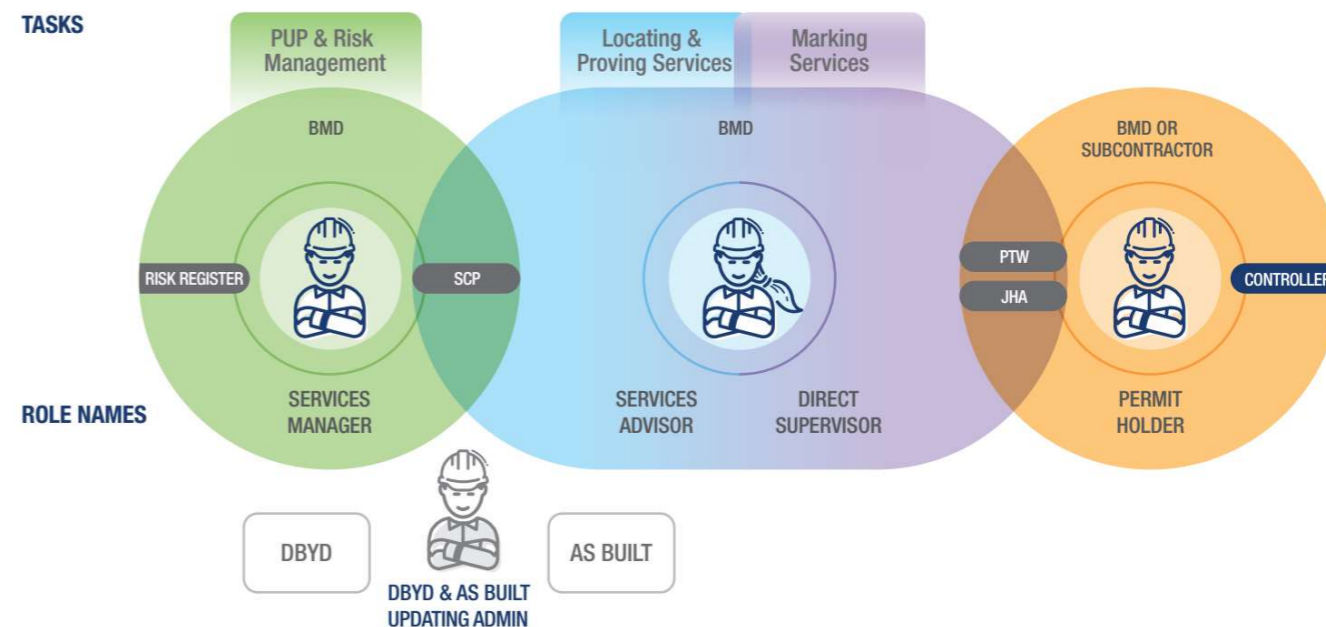 TASKS
PUP & Risk
Management
Locating &
Proving Services
Marking
Services
BMD
BMD
BMD OR
SUBCONTRACTOR
RISK REGISTER
SCP
PTW
JHA
CONTROLLER
ROLE NAMES
SERVICES
MANAGER
SERVICES
ADVISOR
DIRECT
SUPERVISOR
PERMIT
HOLDER
DBYD
AS BUILT
DBYD & AS BUILT
UPDATING ADMIN